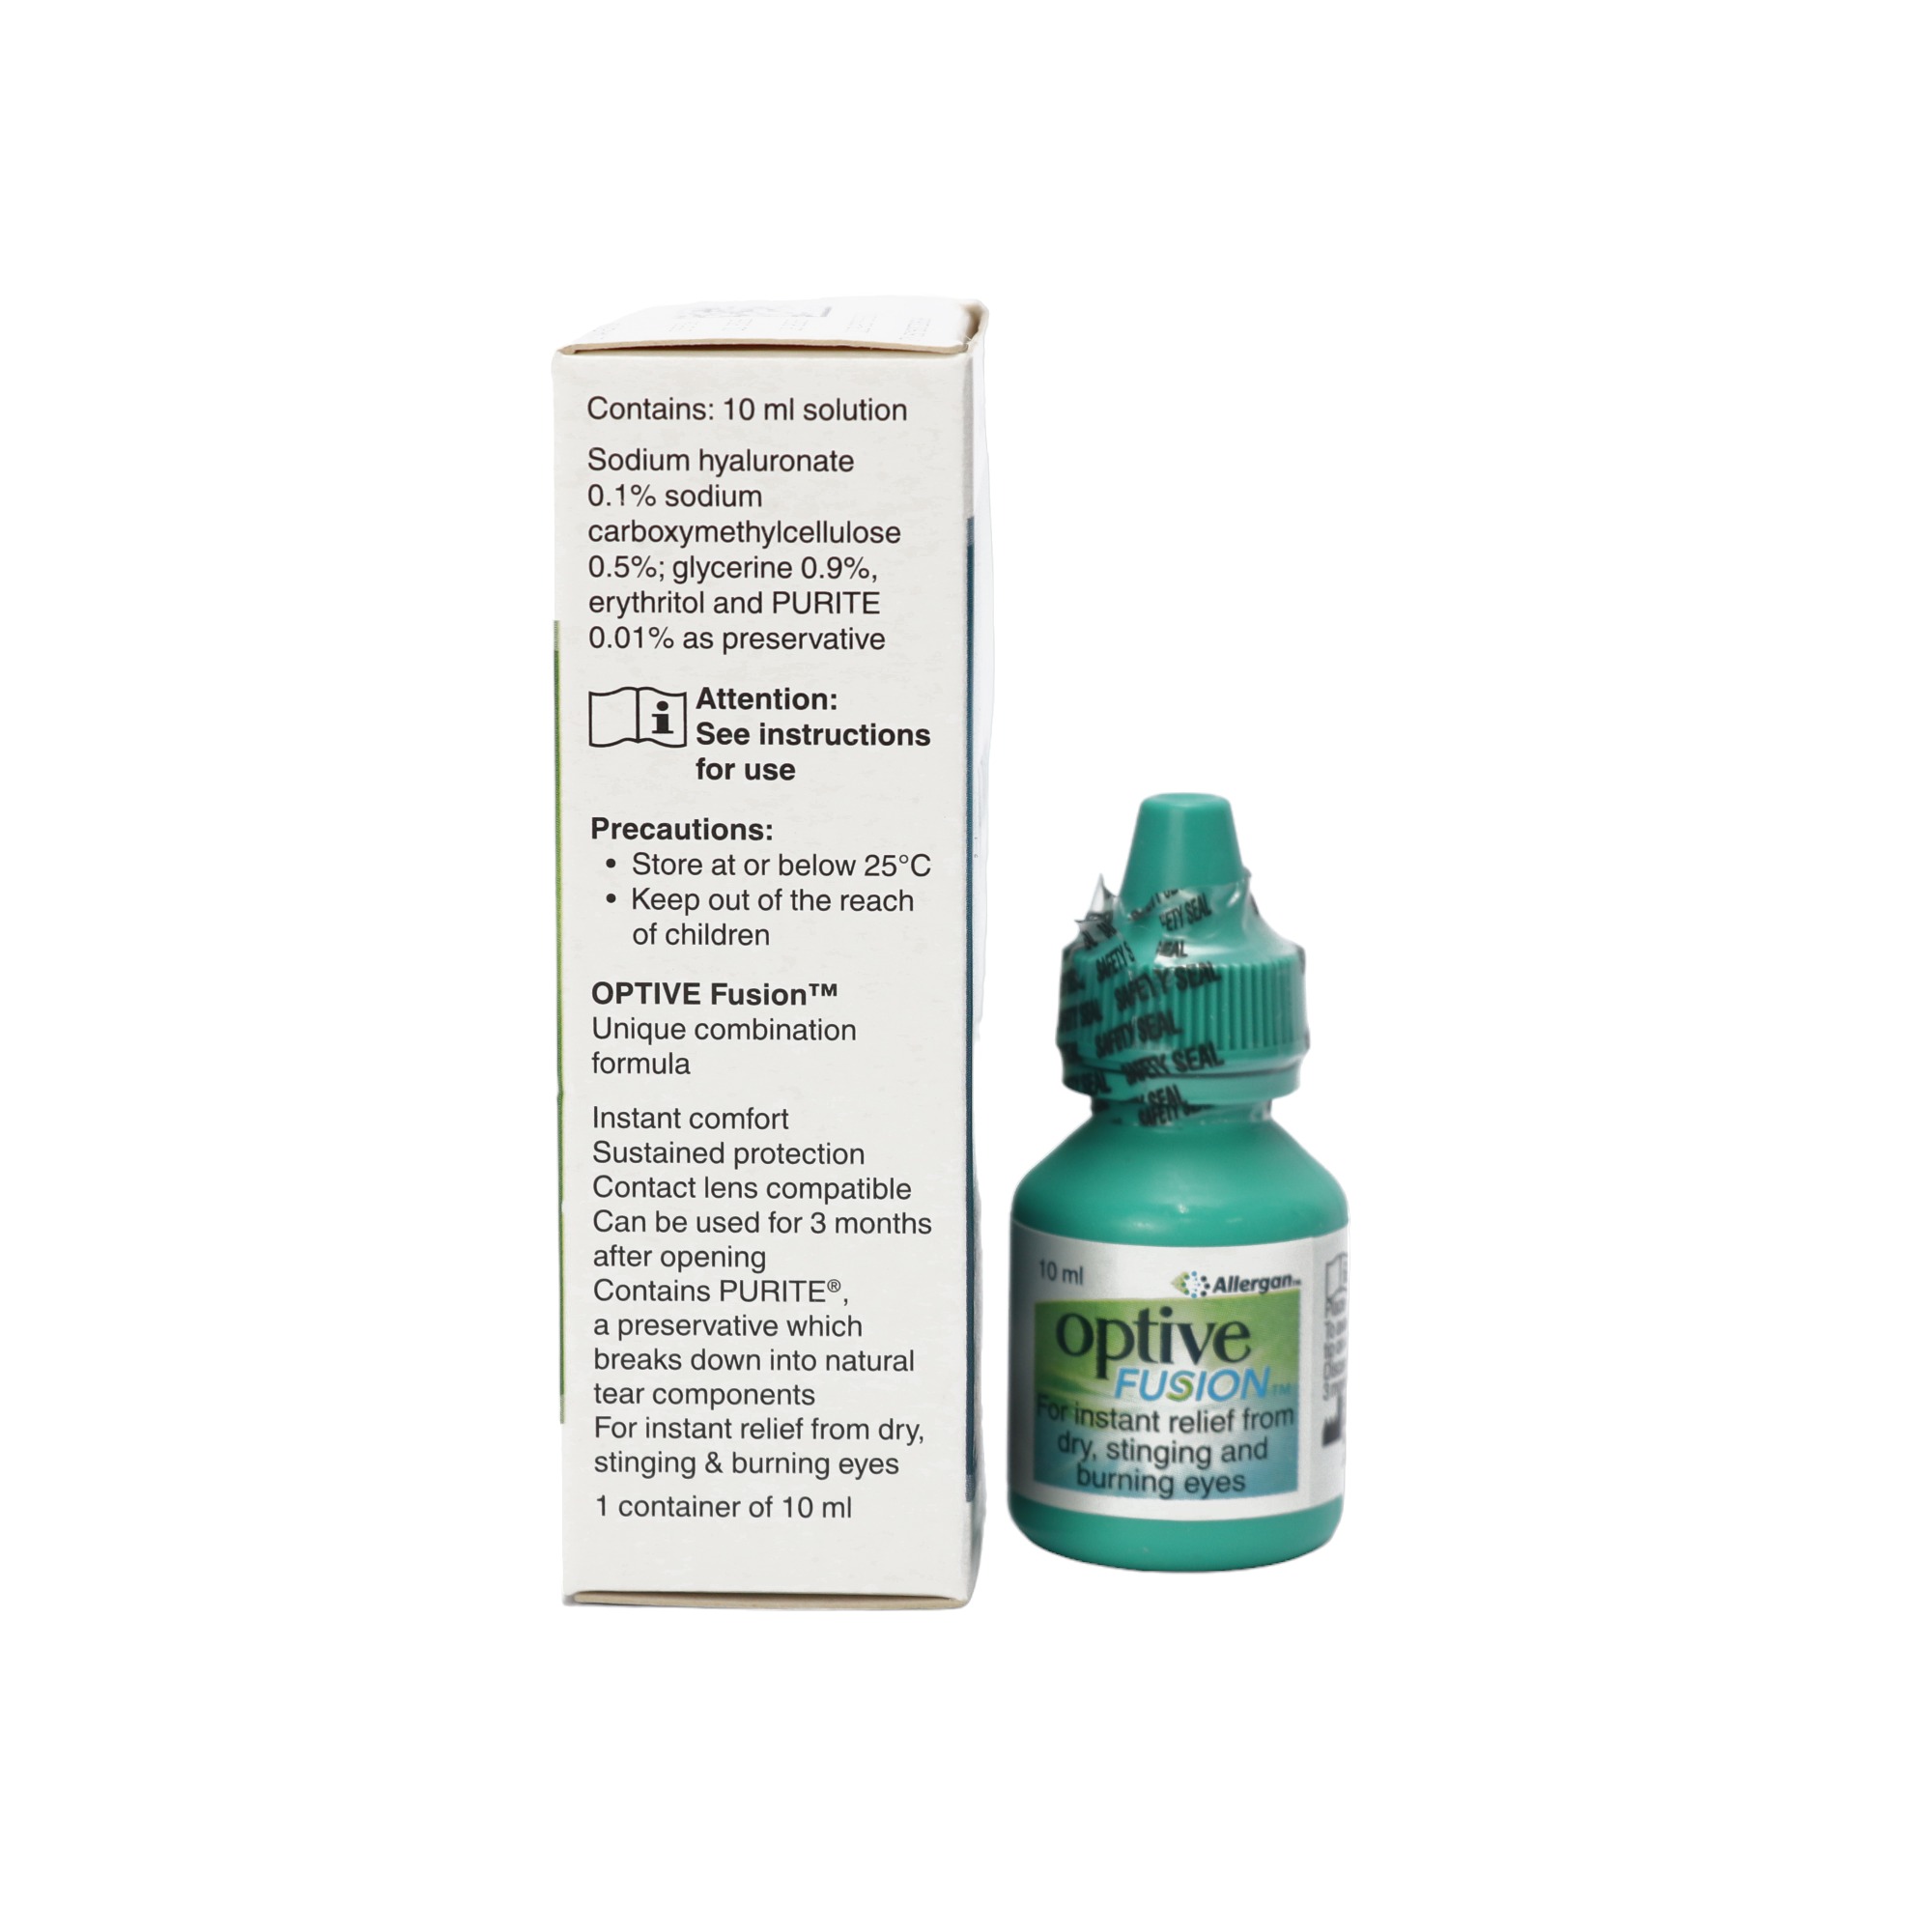 Contains: 10 ml solution
Sodium hyaluronate
0.1% sodium
carboxymethylcellulose
0.5%; glycerine 0.9%,
erythritol and PURITE
0.01% as preservative
Attention:
See instructions
for use
Precautions:
• Store at or below 25°C
• Keep out of the reach
of children
OPTIVE Fusion™
Unique combination
formula
Instant comfort
Sustained protection
Contact lens compatible
Can be used for 3 months
after opening
Contains PURITE®,
a preservative which
breaks down into natural
tear components
For instant relief from dry,
stinging & burning eyes
1 container of 10 ml
SAFETY SEAL
SAFETY SEAL
SAFETY SEAL
10 ml
Allergan™
optive
FUSION™
For instant relief from
dry, stinging and
burning eyes